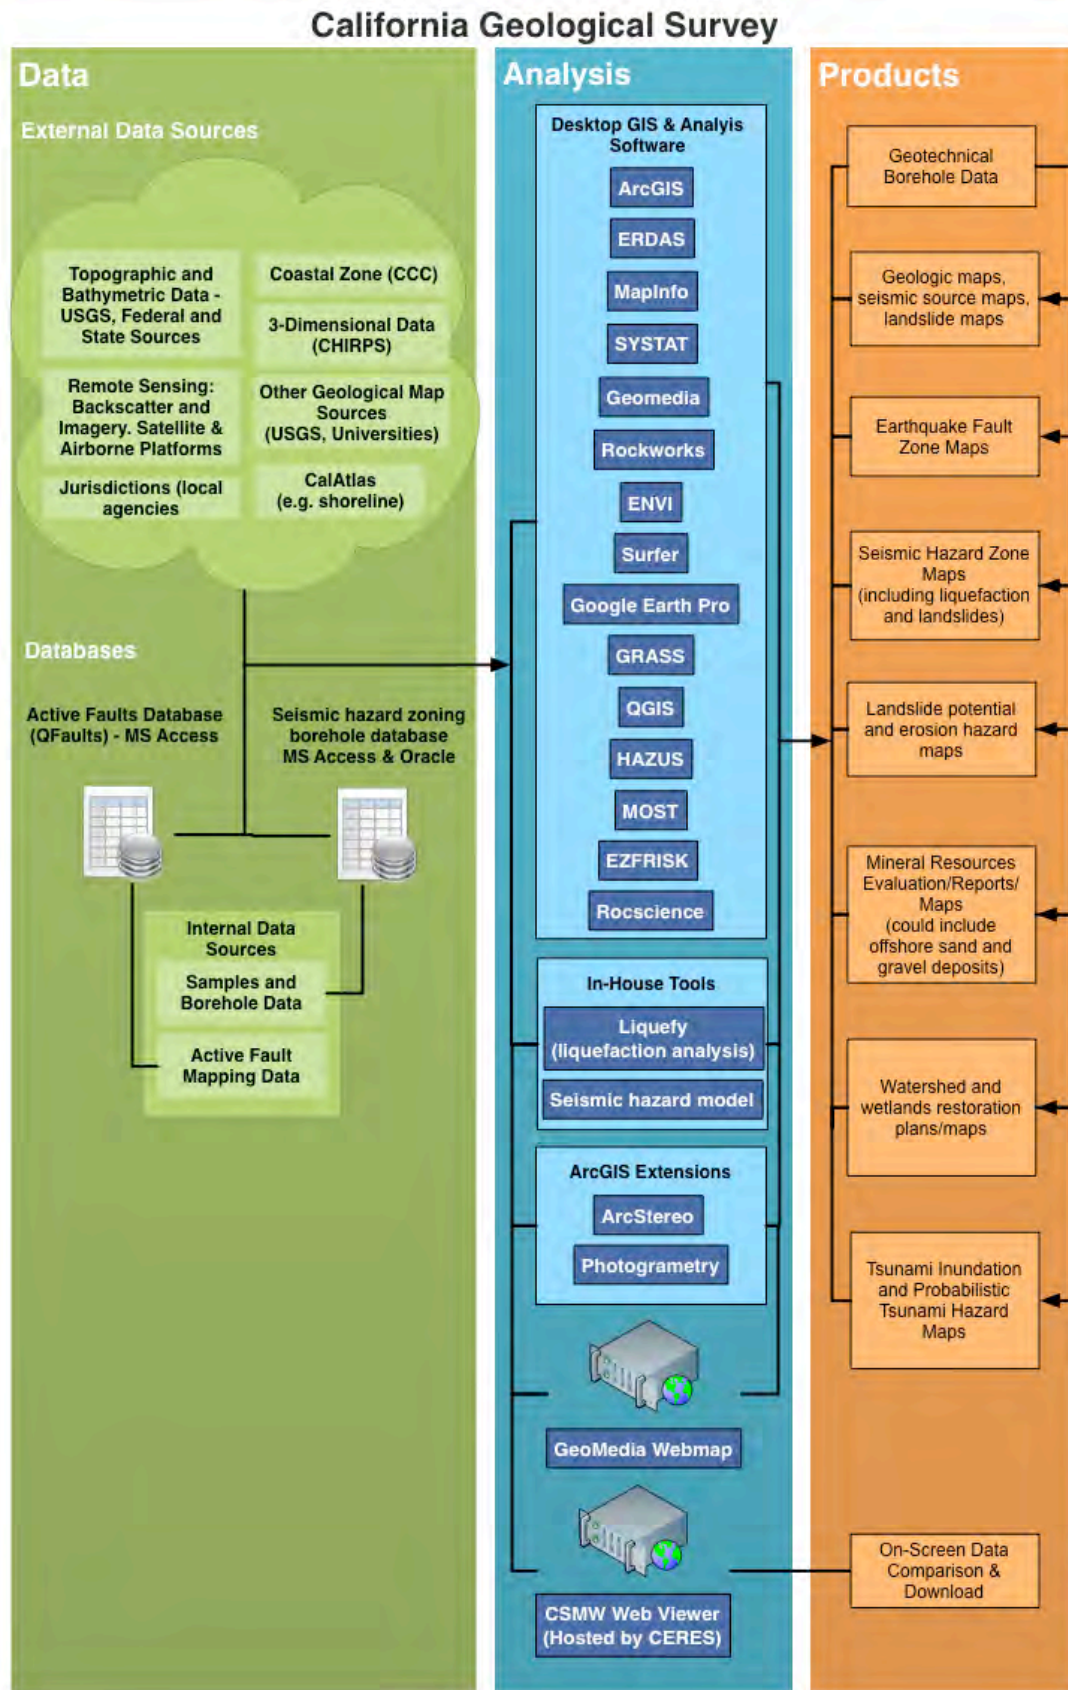 California Geological Survey
Data
External Data Sources
Topographic and
Bathymetric Data -
USGS, Federal and
State Sources
Coastal Zone (CCC)
3-Dimensional Data
(CHIRPS)
Remote Sensing:
Backscatter and
Imagery. Satellite &
Airborne Platforms
Other Geological Map
Sources
(USGS, Universities)
Jurisdictions (local
agencies
CalAtlas
(e.g. shoreline)
Databases
Active Faults Database
(QFaults) - MS Access
Seismic hazard zoning
borehole database
MS Access & Oracle
Internal Data
Sources
Samples and
Borehole Data
Active Fault
Mapping Data
Analysis
Desktop GIS & Analyis
Software
ArcGIS
ERDAS
MapInfo
SYSTAT
Geomedia
Rockworks
ENVI
Surfer
Google Earth Pro
GRASS
QGIS
HAZUS
MOST
EZFRISK
Rocscience
In-House Tools
Liquefy
(liquefaction analysis)
Seismic hazard model
ArcGIS Extensions
ArcStereo
Photogrametry
GeoMedia Webmap
CSMW Web Viewer
(Hosted by CERES)
Products
Geotechnical
Borehole Data
Geologic maps,
seismic source maps,
landslide maps
Earthquake Fault
Zone Maps
Seismic Hazard Zone
Maps
(including liquefaction
and landslides)
Landslide potential
and erosion hazard
maps
Mineral Resources
Evaluation/Reports/
Maps
(could include
offshore sand and
gravel deposits)
Watershed and
wetlands restoration
plans/maps
Tsunami Inundation
and Probabilistic
Tsunami Hazard
Maps
On-Screen Data
Comparison &
Download